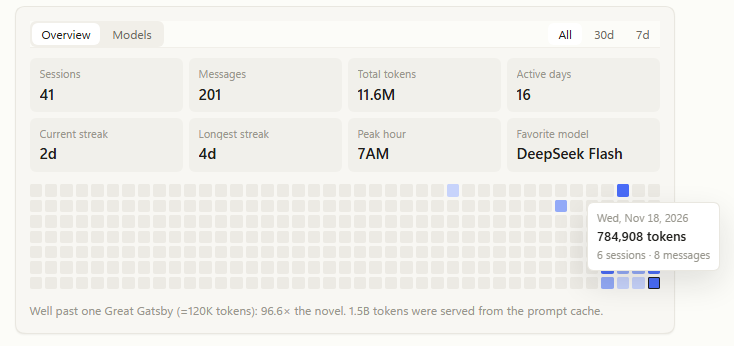 Overview Models All 30d 7d
Sessions Messages Total tokens Active days
41 201 11.6M 16
Current streak Longest streak Peak hour Favorite model
2d 4d 7AM DeepSeek Flash
Wed, Nov 18, 2026
784,908 tokens
6 sessions · 8 messages
Well past one Great Gatsby (=120K tokens): 96.6× the novel. 1.5B tokens were served from the prompt cache.